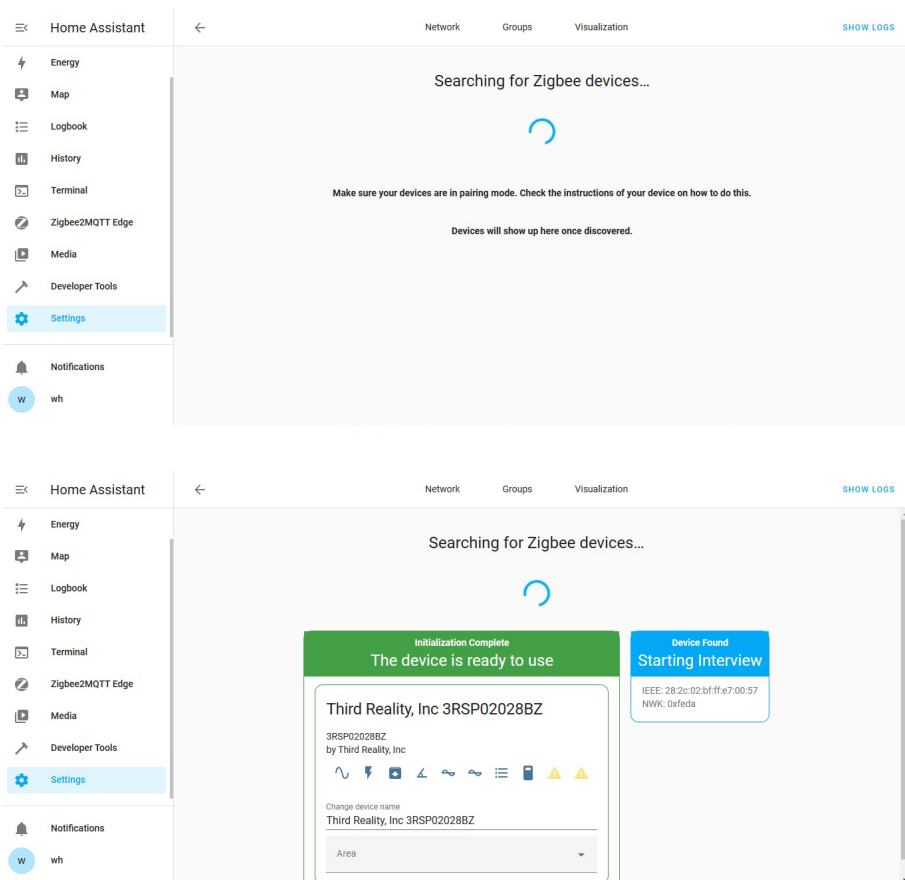 Home Assistant
Network Groups Visualization
SHOW LOGS
Energy
Map
Logbook
History
Terminal
Zigbee2MQTT Edge
Media
Developer Tools
Settings
Notifications
W wh
Searching for Zigbee devices...
Make sure your devices are in pairing mode. Check the instructions of your device on how to do this.
Devices will show up here once discovered.
Home Assistant
Network Groups Visualization
SHOW LOGS
Energy
Map
Logbook
History
Terminal
Zigbee2MQTT Edge
Media
Developer Tools
Settings
Notifications
W wh
Searching for Zigbee devices...
Initialization Complete
The device is ready to use
Third Reality, Inc 3RSP02028BZ
3RSP02028BZ
by Third Reality, Inc
Change device name
Third Reality, Inc 3RSP02028BZ
Area
Device Found
Starting Interview
IEEE: 28:2c:02:bf:ff:e7:00:57
NWK: 0xfeda